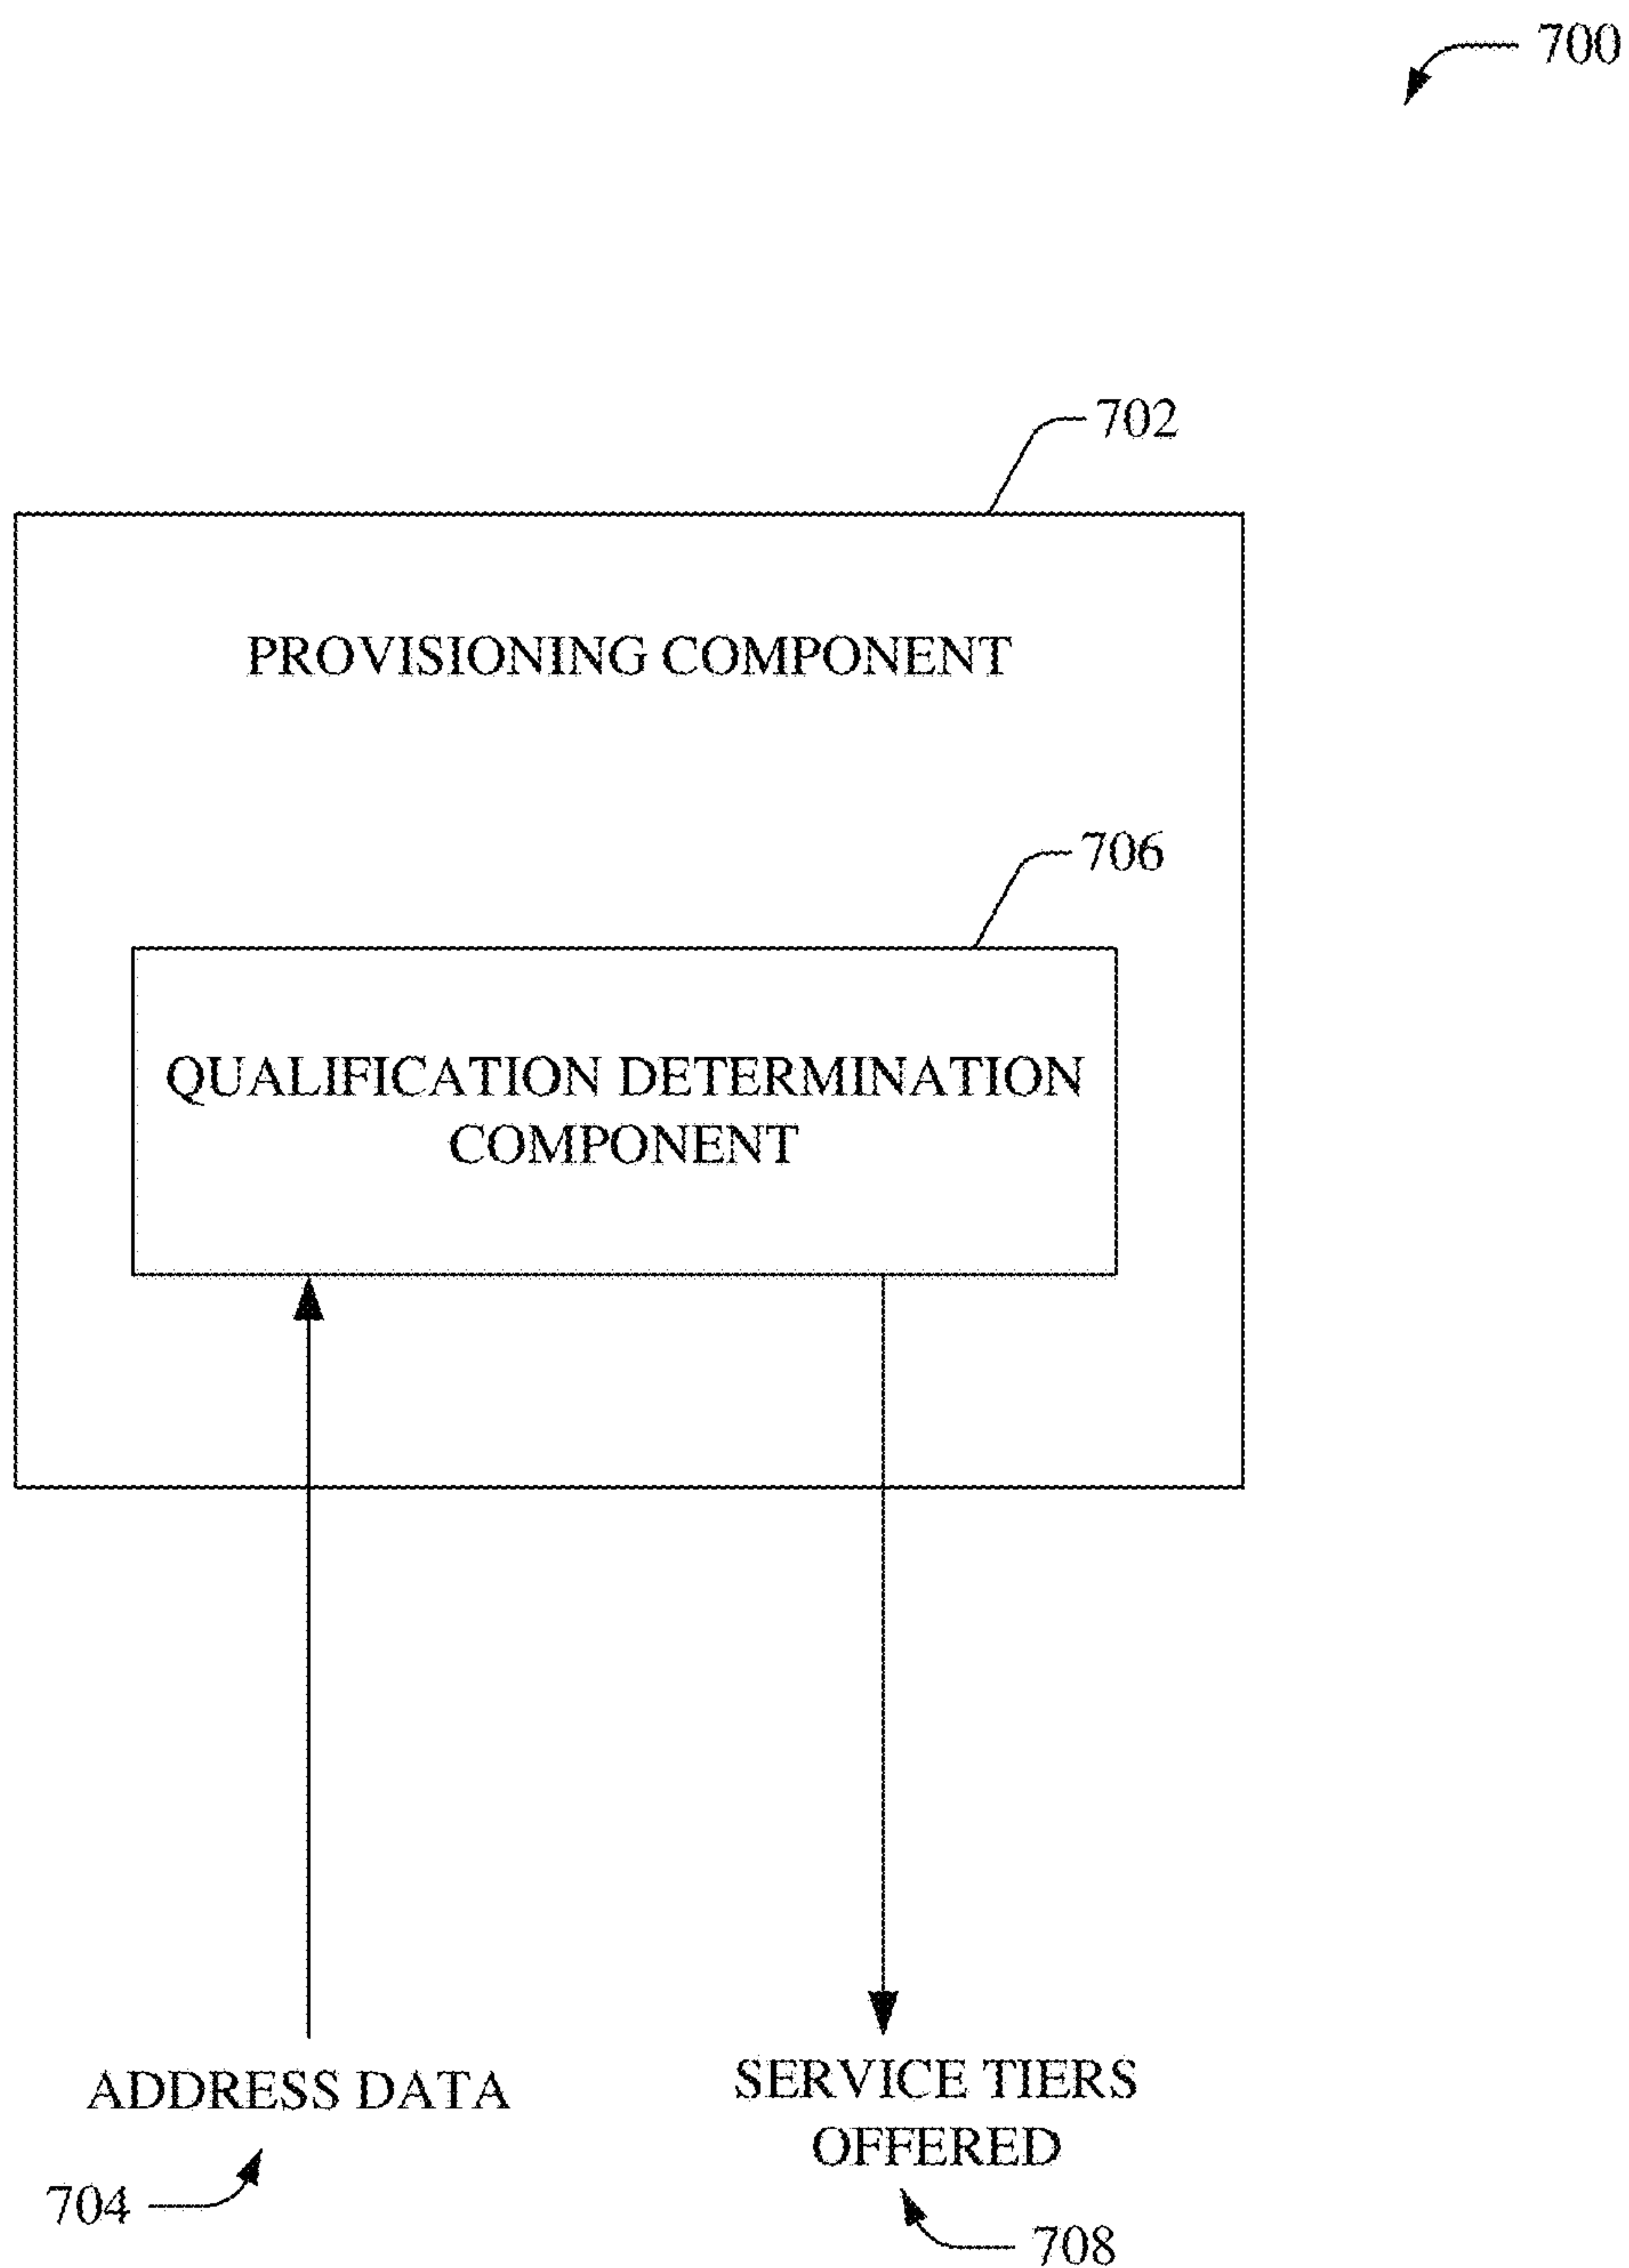 700
702
PROVISIONING COMPONENT
706
QUALIFICATION DETERMINATION
COMPONENT
ADDRESS DATA
704
SERVICE TIERS
OFFERED
708